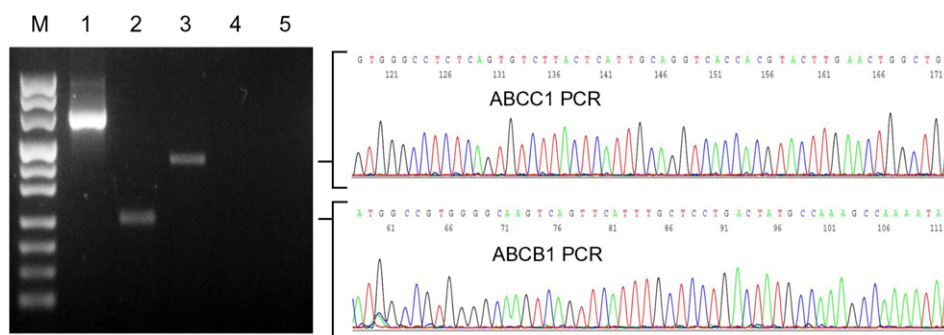 M 1 2 3 4 5
G T G G G C C T C T C A G T G T C T T A C T C A T T G C A G G T C A C C A C G T A C T T G A A C T G G C T G
121 126 131 136 141 146 151 156 161 166 171
ABCC1 PCR
A T G G C C G T G G G G C A A G T C A G T T C A T T T G C T C C T G A C T A T G C C A A A G C C A A A A T A
61 66 71 76 81 86 91 96 101 106 111
ABCB1 PCR